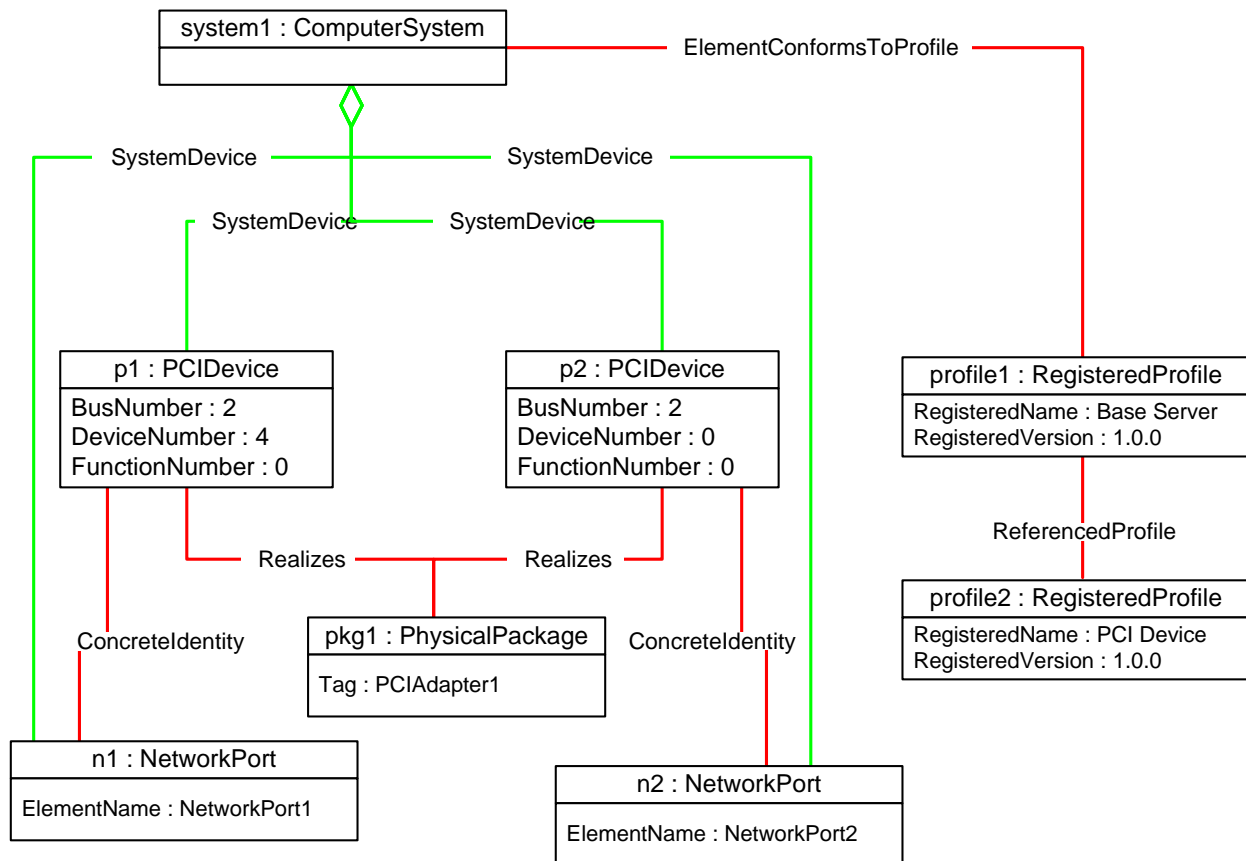 system1 : ComputerSystem
ElementConformsToProfile
SystemDevice
SystemDevice
SystemDevice
SystemDevice
p1 : PCIDevice
BusNumber : 2
DeviceNumber : 4
FunctionNumber : 0
p2 : PCIDevice
BusNumber : 2
DeviceNumber : 0
FunctionNumber : 0
profile1 : RegisteredProfile
RegisteredName : Base Server
RegisteredVersion : 1.0.0
Realizes
Realizes
ReferencedProfile
ConcreteIdentity
pkg1 : PhysicalPackage
Tag : PCIAdapter1
ConcreteIdentity
profile2 : RegisteredProfile
RegisteredName : PCI Device
RegisteredVersion : 1.0.0
n1 : NetworkPort
ElementName : NetworkPort1
n2 : NetworkPort
ElementName : NetworkPort2